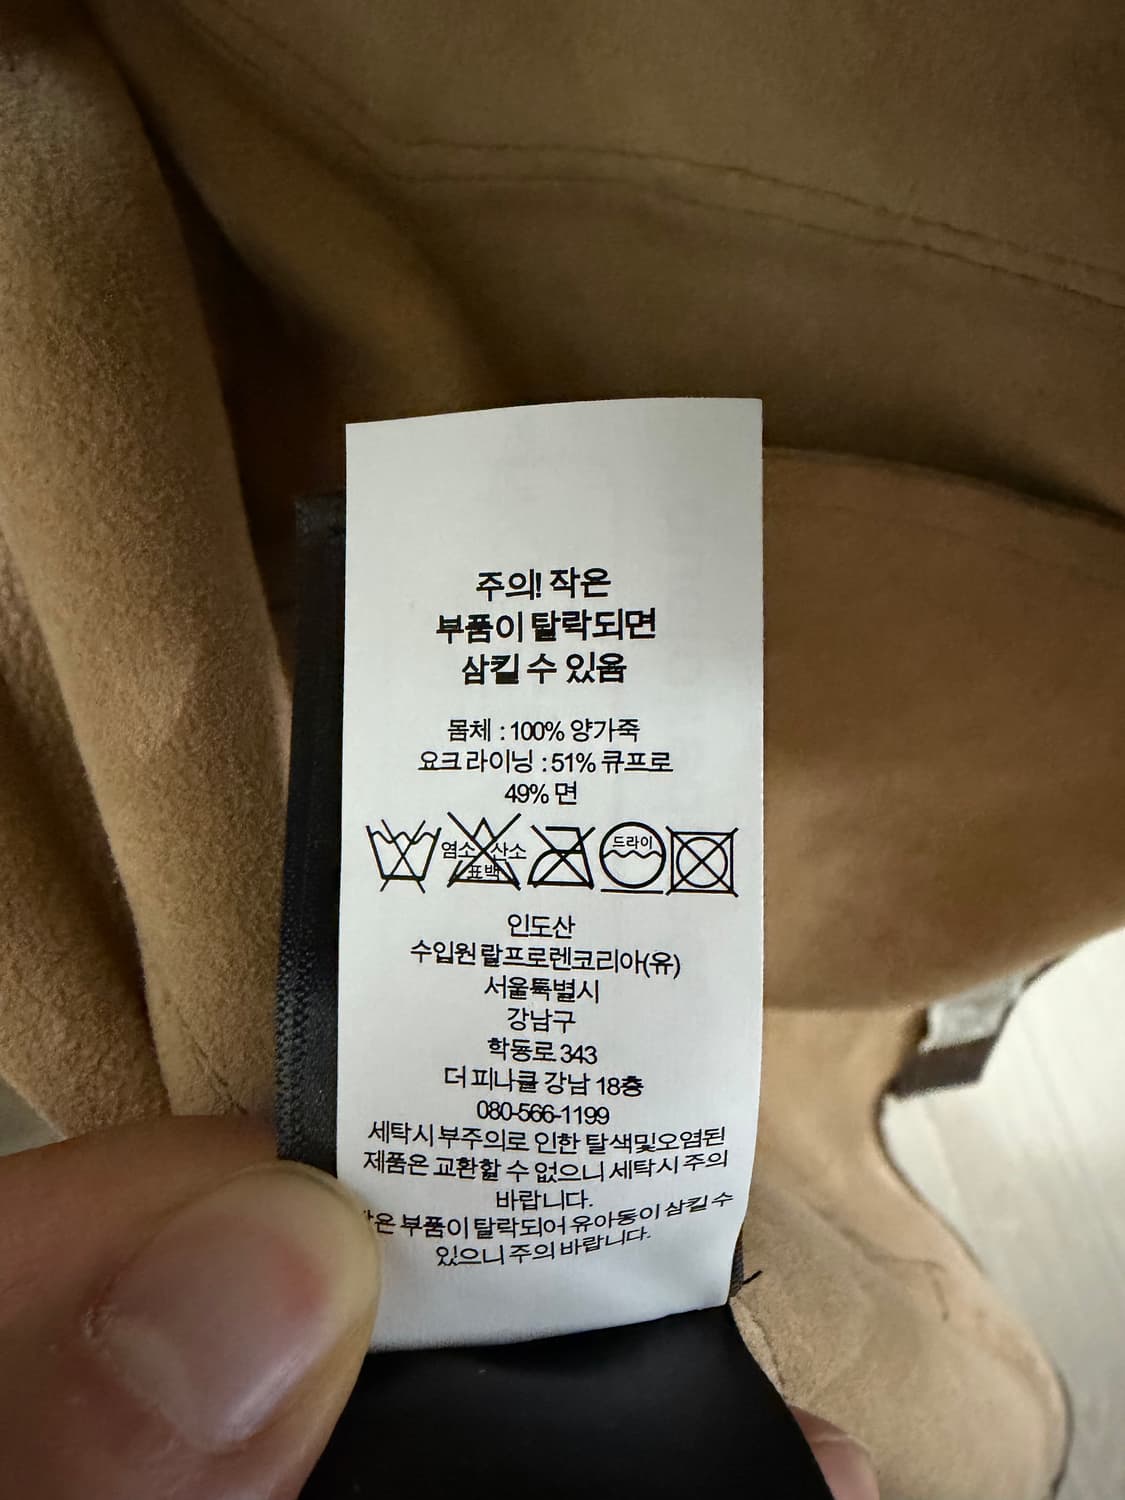 주의! 작은
부품이 탈락되면
삼킬 수 있음
몸체 : 100% 양가죽
요크 라이닝 : 51% 큐프로
49% 면
염소 산소
표백
드라이
인도산
수입원 랄프로렌코리아(유)
서울특별시
강남구
학동로 343
더 피나클 강남 18층
080-566-1199
세탁시 부주의로 인한 탈색및오염된
제품은 교환할 수 없으니 세탁시 주의
바랍니다.
은 부품이 탈락되어 유아동이 삼킬 수
있으니 주의 바랍니다.